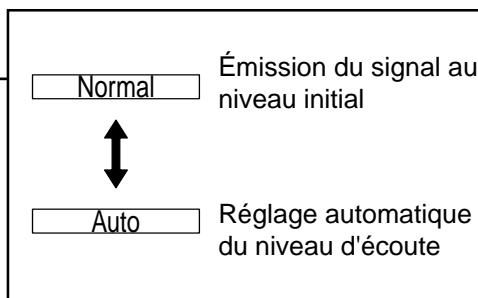 Normal
Émission du signal au
niveau initial
Auto
Réglage automatique
du niveau d'écoute